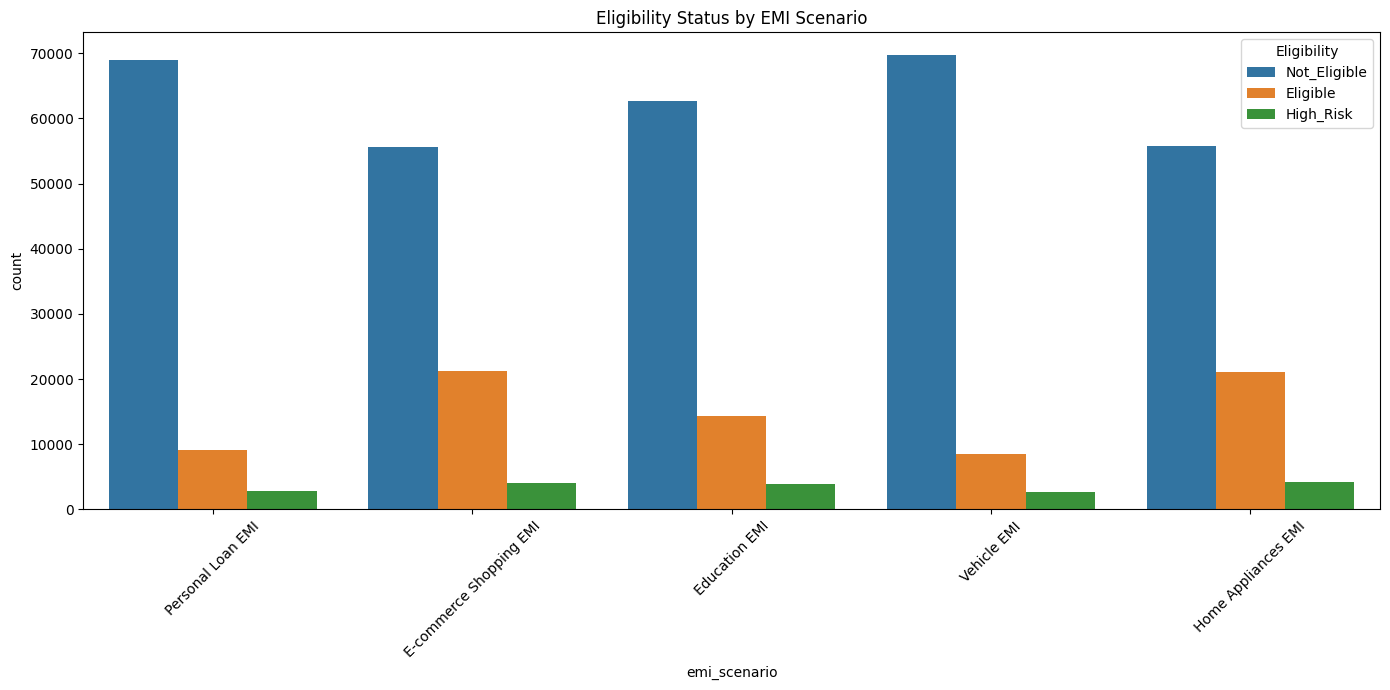 Eligibility Status by EMI Scenario
count
70000
60000
50000
40000
30000
20000
10000
0
Eligibility
Not_Eligible
Eligible
High_Risk
Personal Loan EMI
E-commerce Shopping EMI
Education EMI
Vehicle EMI
Home Appliances EMI
emi_scenario